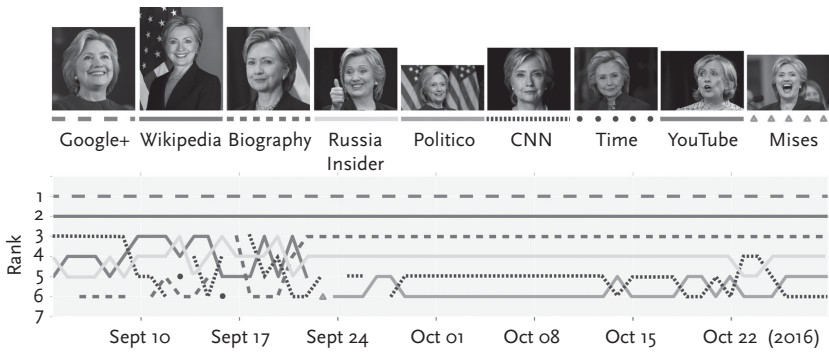 Google+ Wikipedia Biography Russia Insider Politico CNN Time YouTube Mises
Rank
1
2
3
4
5
6
7
Sept 10 Sept 17 Sept 24 Oct 01 Oct 08 Oct 15 Oct 22 (2016)